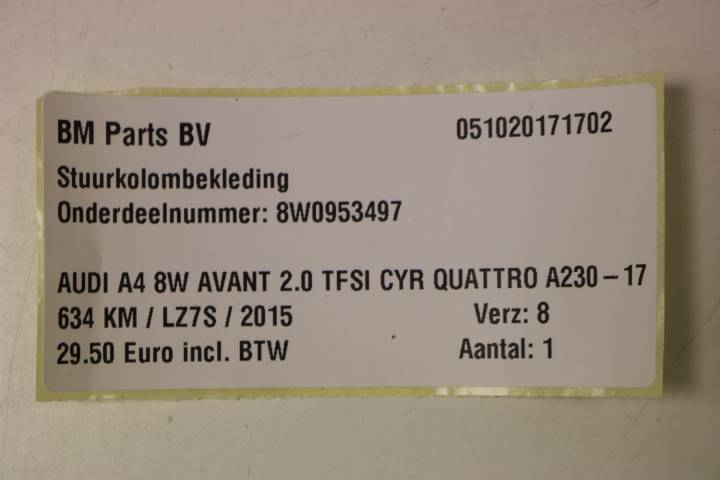 BM Parts BV 051020171702
Stuurkolombekleding
Onderdeelnummer: 8W0953497
AUDI A4 8W AVANT 2.0 TFSI CYR QUATTRO A230-17
634 KM / LZ7S / 2015 Verz: 8
29.50 Euro incl. BTW Aantal: 1